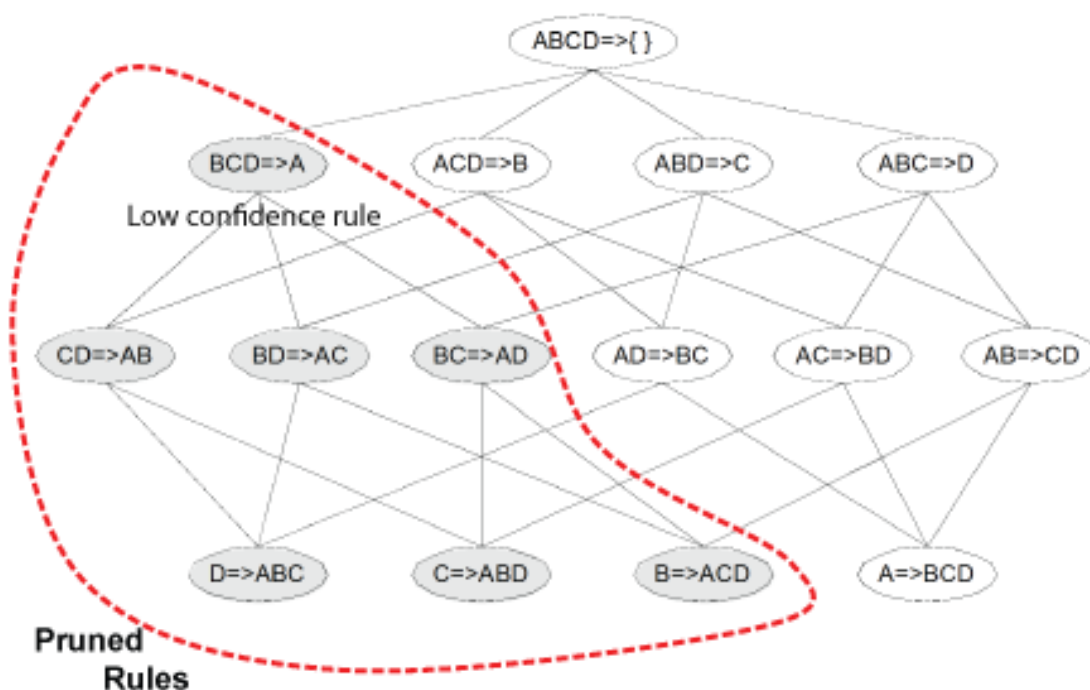 ABCD=>{ }
BCD=>A
ACD=>B
ABD=>C
ABC=>D
Low confidence rule
CD=>AB
BD=>AC
BC=>AD
AD=>BC
AC=>BD
AB=>CD
D=>ABC
C=>ABD
B=>ACD
A=>BCD
Pruned
Rules